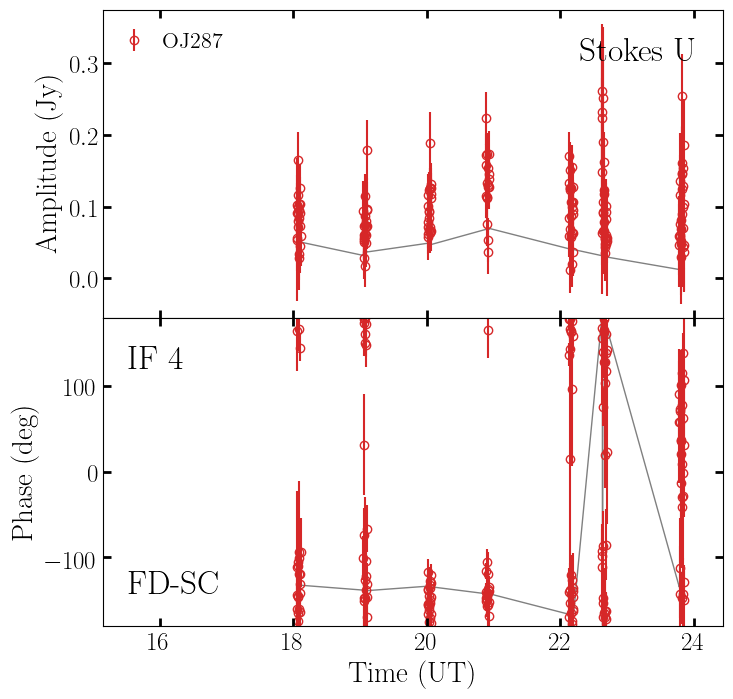 OJ287
Stokes U
Amplitude (Jy)
0.3
0.2
0.1
0.0
IF 4
FD-SC
Phase (deg)
100
0
−100
16 18 20 22 24
Time (UT)